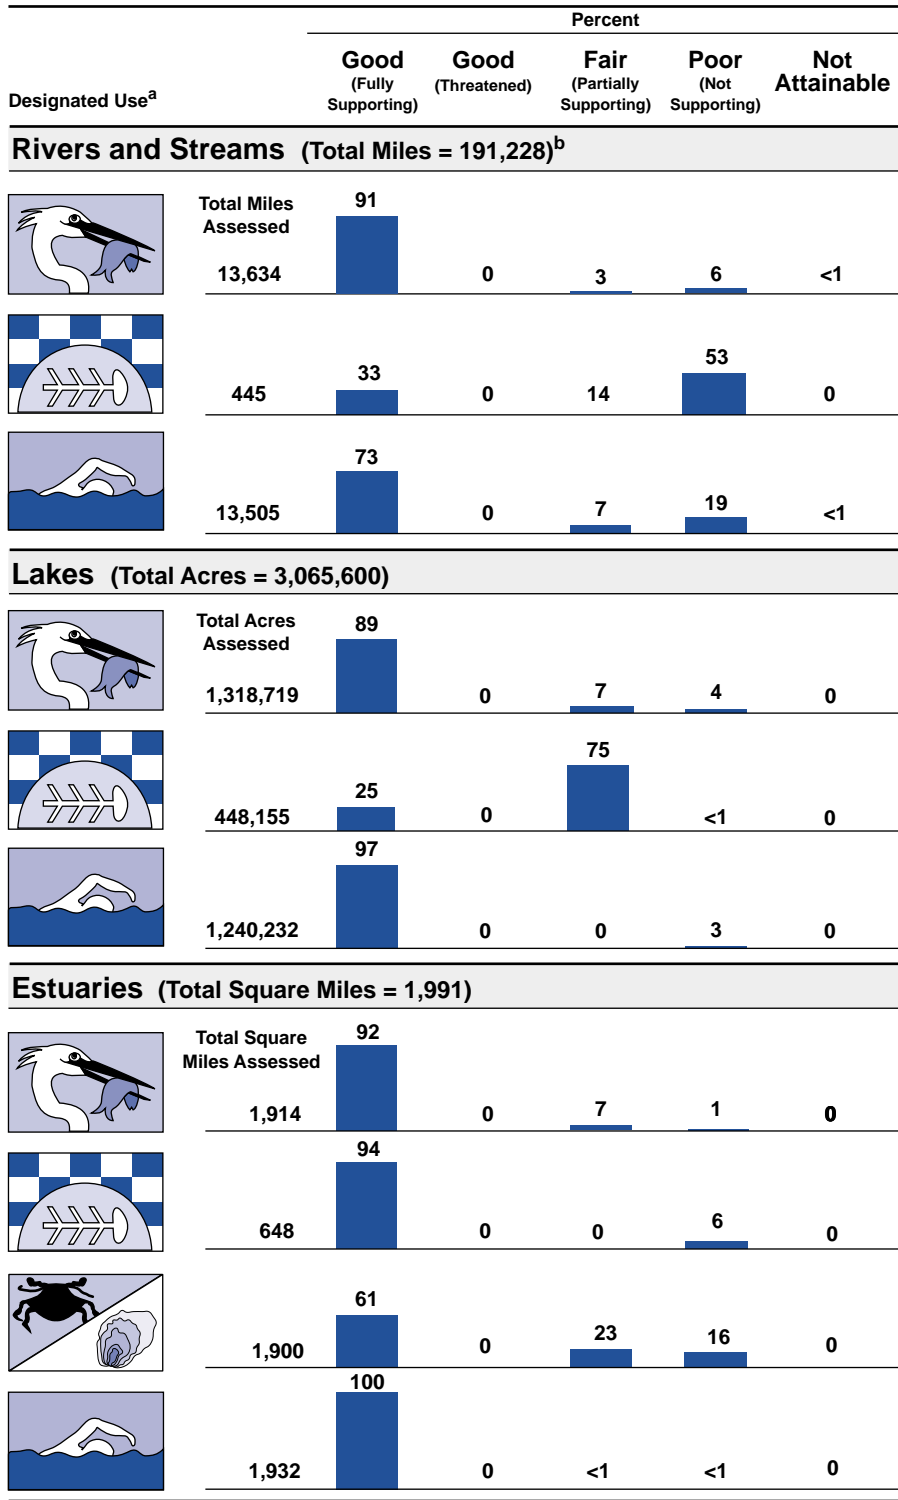 Percent
Good Good Fair Poor Not
(Fully (Threatened) (Partially (Not Attainable
Designated Use^a Supporting) Supporting) Supporting)
Rivers and Streams (Total Miles = 191,228)^b
Total Miles 91
Assessed
13,634 0 3 6 <1
33 53
445 0 14 0
73
13,505 0 7 19 <1
Lakes (Total Acres = 3,065,600)
Total Acres 89
Assessed
1,318,719 0 7 4 0
25 75
448,155 0 <1 0
97
1,240,232 0 0 3 0
Estuaries (Total Square Miles = 1,991)
Total Square 92
Miles Assessed
1,914 0 7 1 0
94
648 0 0 6 0
61
1,900 0 23 16 0
100
1,932 0 <1 <1 0